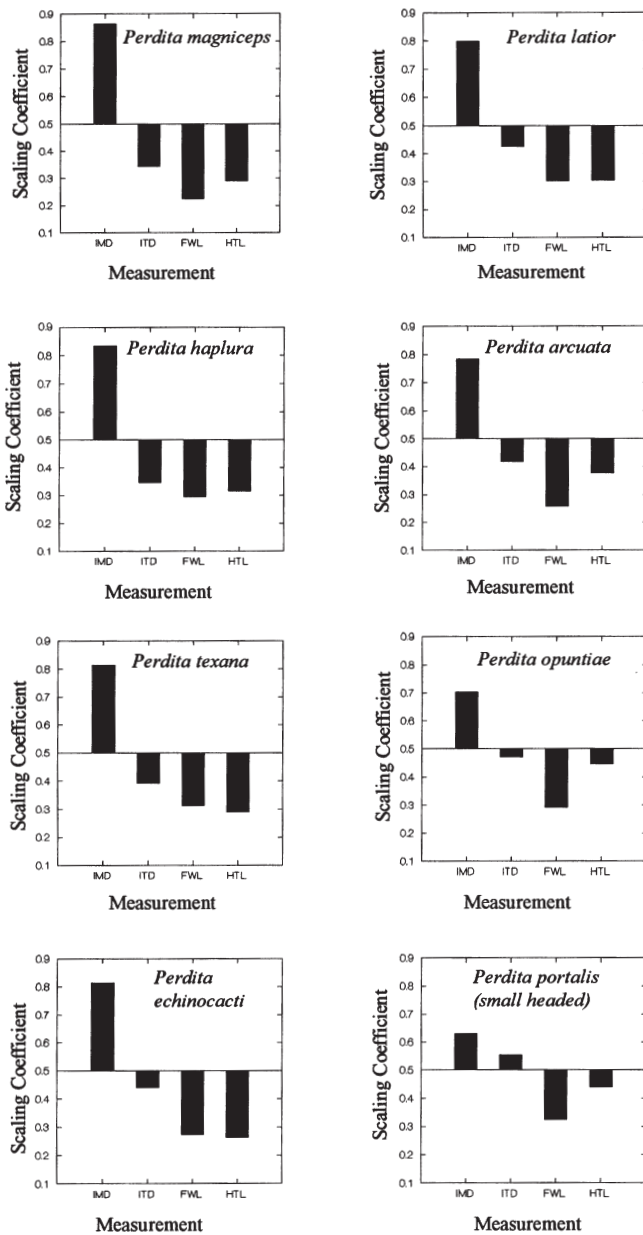 Perdita magniceps
Scaling Coefficient
0.9
0.8
0.7
0.6
0.5
0.4
0.3
0.2
0.1
IMD ITD FWL HTL
Measurement
Perdita latior
Scaling Coefficient
0.9
0.8
0.7
0.6
0.5
0.4
0.3
0.2
0.1
IMD ITD FWL HTL
Measurement
Perdita haplura
Scaling Coefficient
0.9
0.8
0.7
0.6
0.5
0.4
0.3
0.2
0.1
IMD ITD FWL HTL
Measurement
Perdita arcuata
Scaling Coefficient
0.9
0.8
0.7
0.6
0.5
0.4
0.3
0.2
0.1
IMD ITD FWL HTL
Measurement
Perdita texana
Scaling Coefficient
0.9
0.8
0.7
0.6
0.5
0.4
0.3
0.2
0.1
IMD ITD FWL HTL
Measurement
Perdita opuntiae
Scaling Coefficient
0.9
0.8
0.7
0.6
0.5
0.4
0.3
0.2
0.1
IMD ITD FWL HTL
Measurement
Perdita
echinocacti
Scaling Coefficient
0.9
0.8
0.7
0.6
0.5
0.4
0.3
0.2
0.1
IMD ITD FWL HTL
Measurement
Perdita portalis
(small headed)
Scaling Coefficient
0.9
0.8
0.7
0.6
0.5
0.4
0.3
0.2
0.1
IMD ITD FWL HTL
Measurement